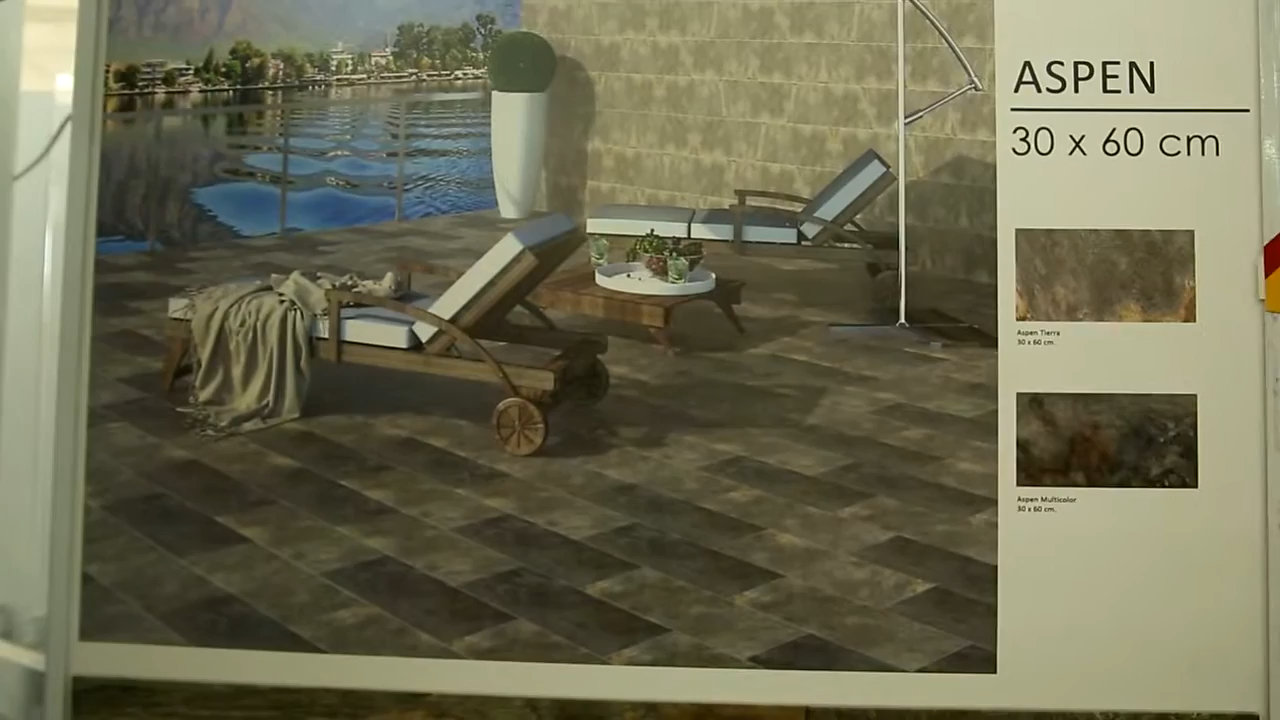 ASPEN
30 x 60 cm
Aspen Tierra
30 x 60 cm.
Aspen Multicolor
30 x 60 cm.